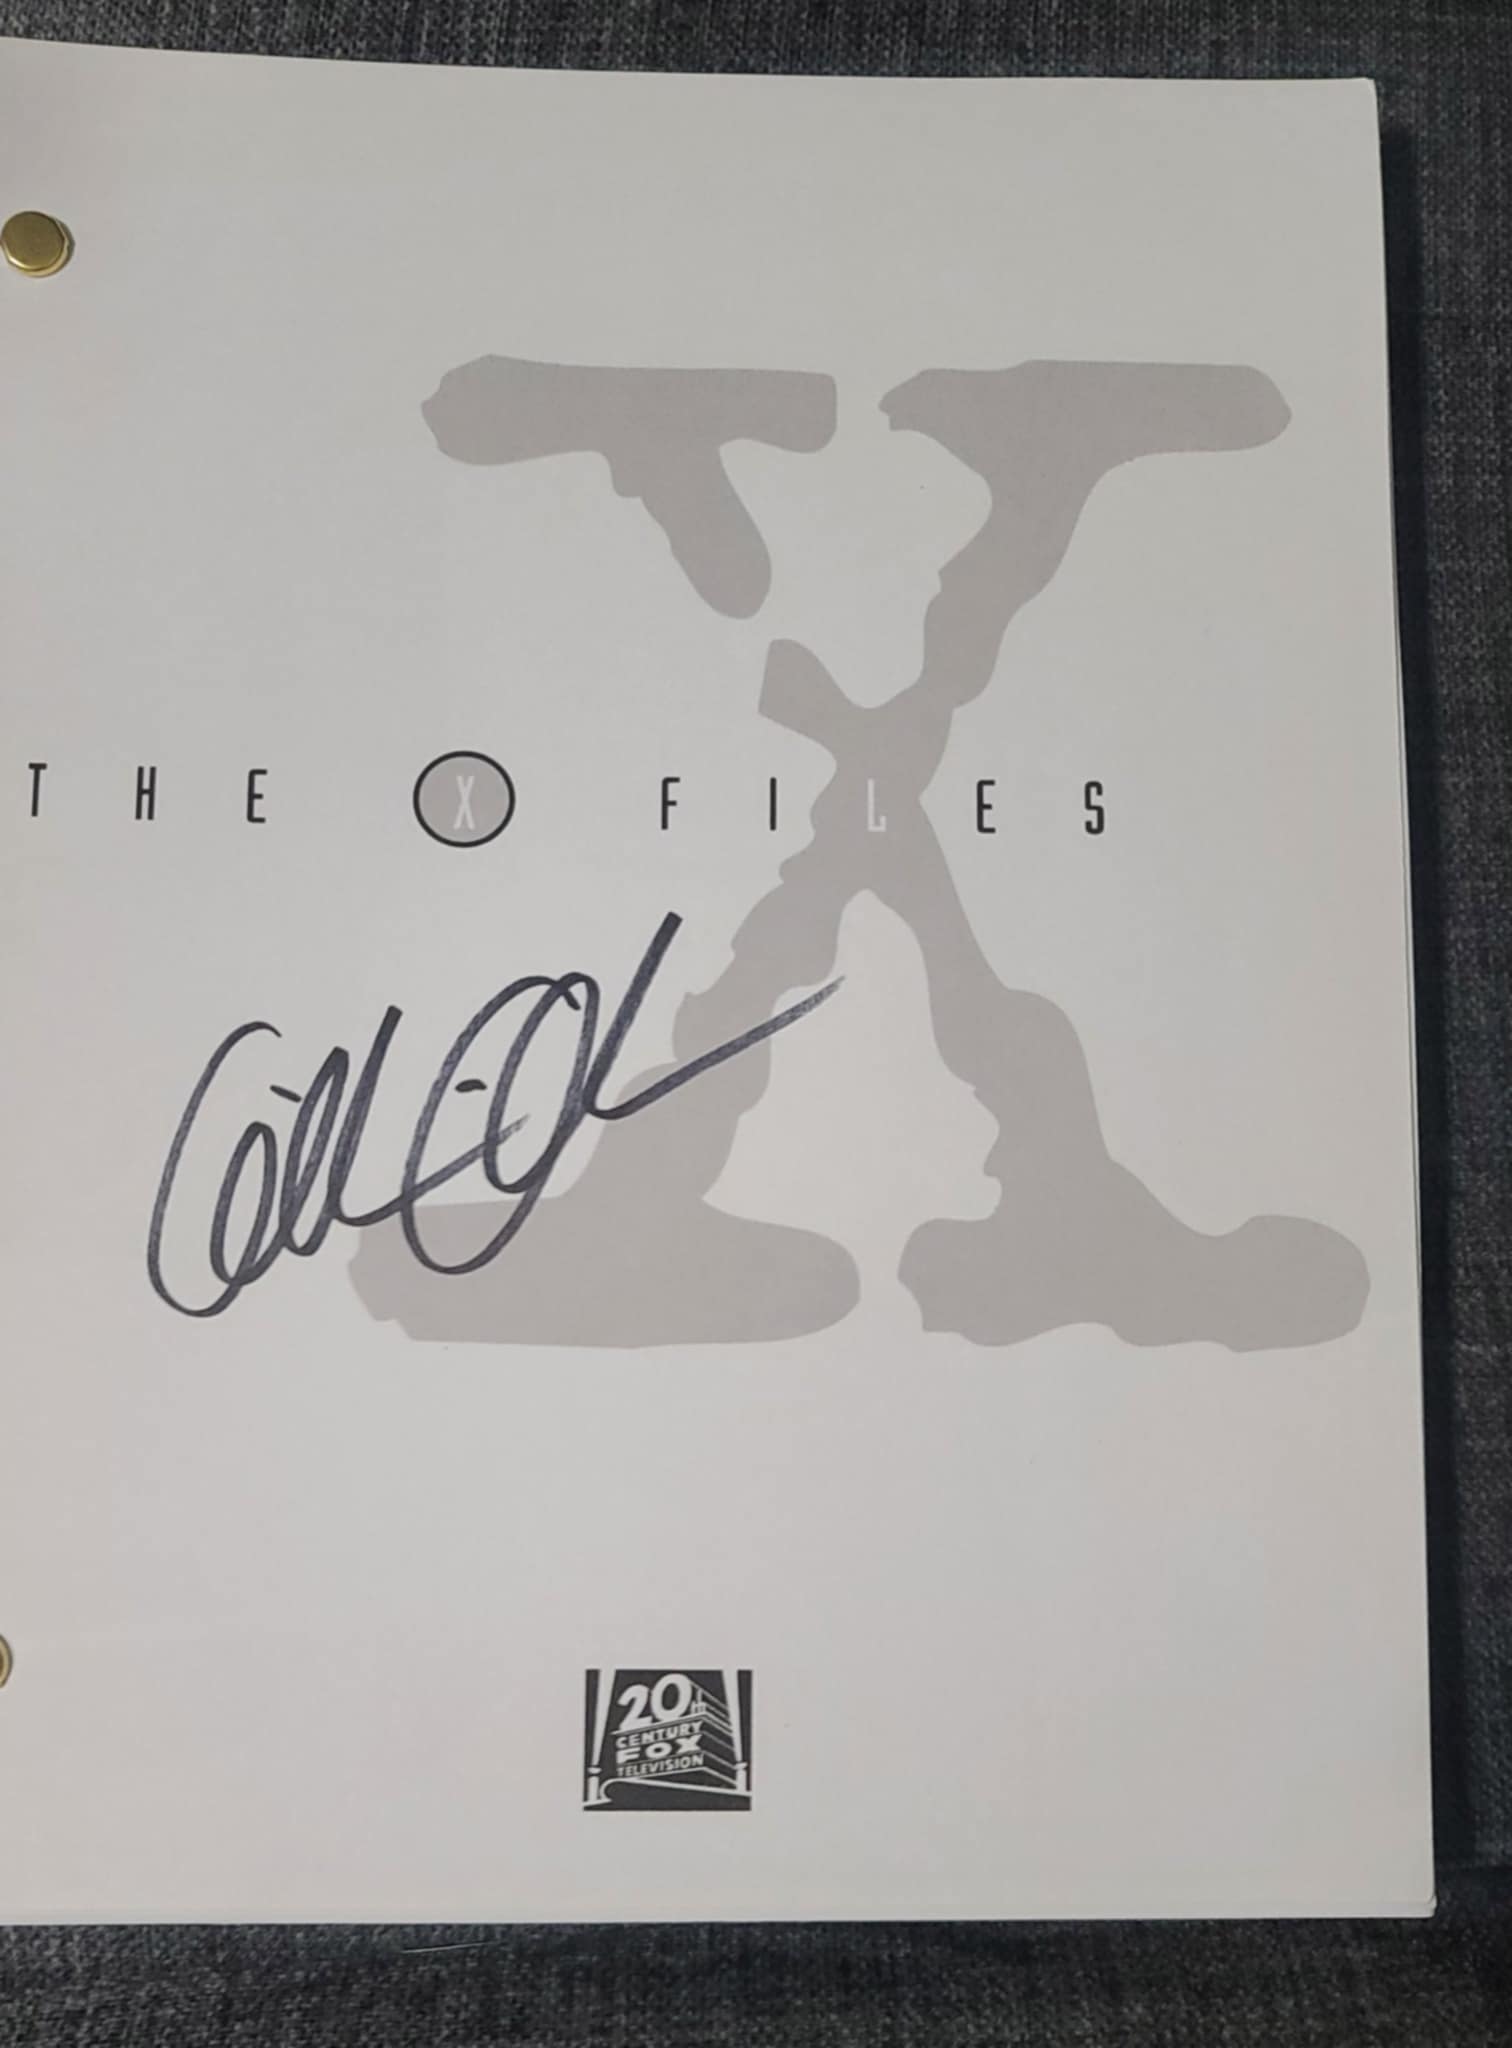 THE X FILES
20th
CENTURY
FOX
TELEVISION